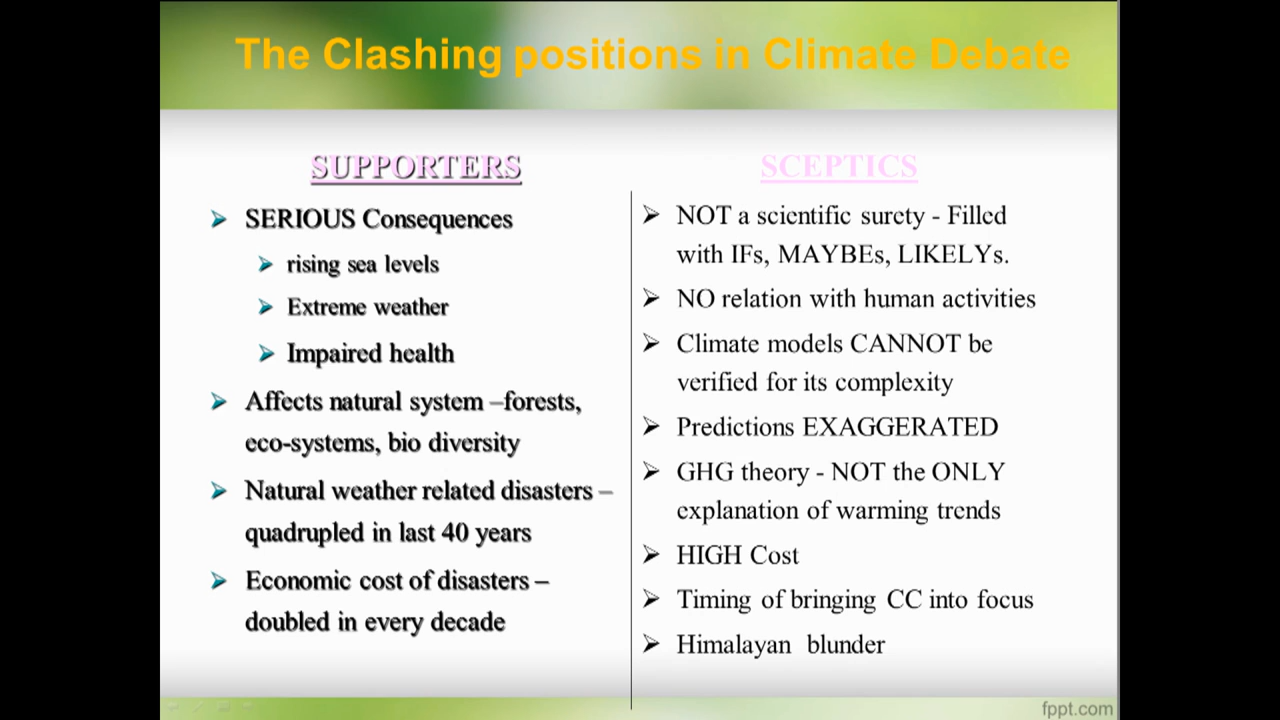 The Clashing positions in Climate Debate
SUPPORTERS
SERIOUS Consequences
rising sea levels
Extreme weather
Impaired health
Affects natural system –forests,
eco-systems, bio diversity
Natural weather related disasters –
quadrupled in last 40 years
Economic cost of disasters –
doubled in every decade
SCEPTICS
NOT a scientific surety - Filled
with IFs, MAYBEs, LIKELYs.
NO relation with human activities
Climate models CANNOT be
verified for its complexity
Predictions EXAGGERATED
GHG theory - NOT the ONLY
explanation of warming trends
HIGH Cost
Timing of bringing CC into focus
Himalayan blunder
fppt.com